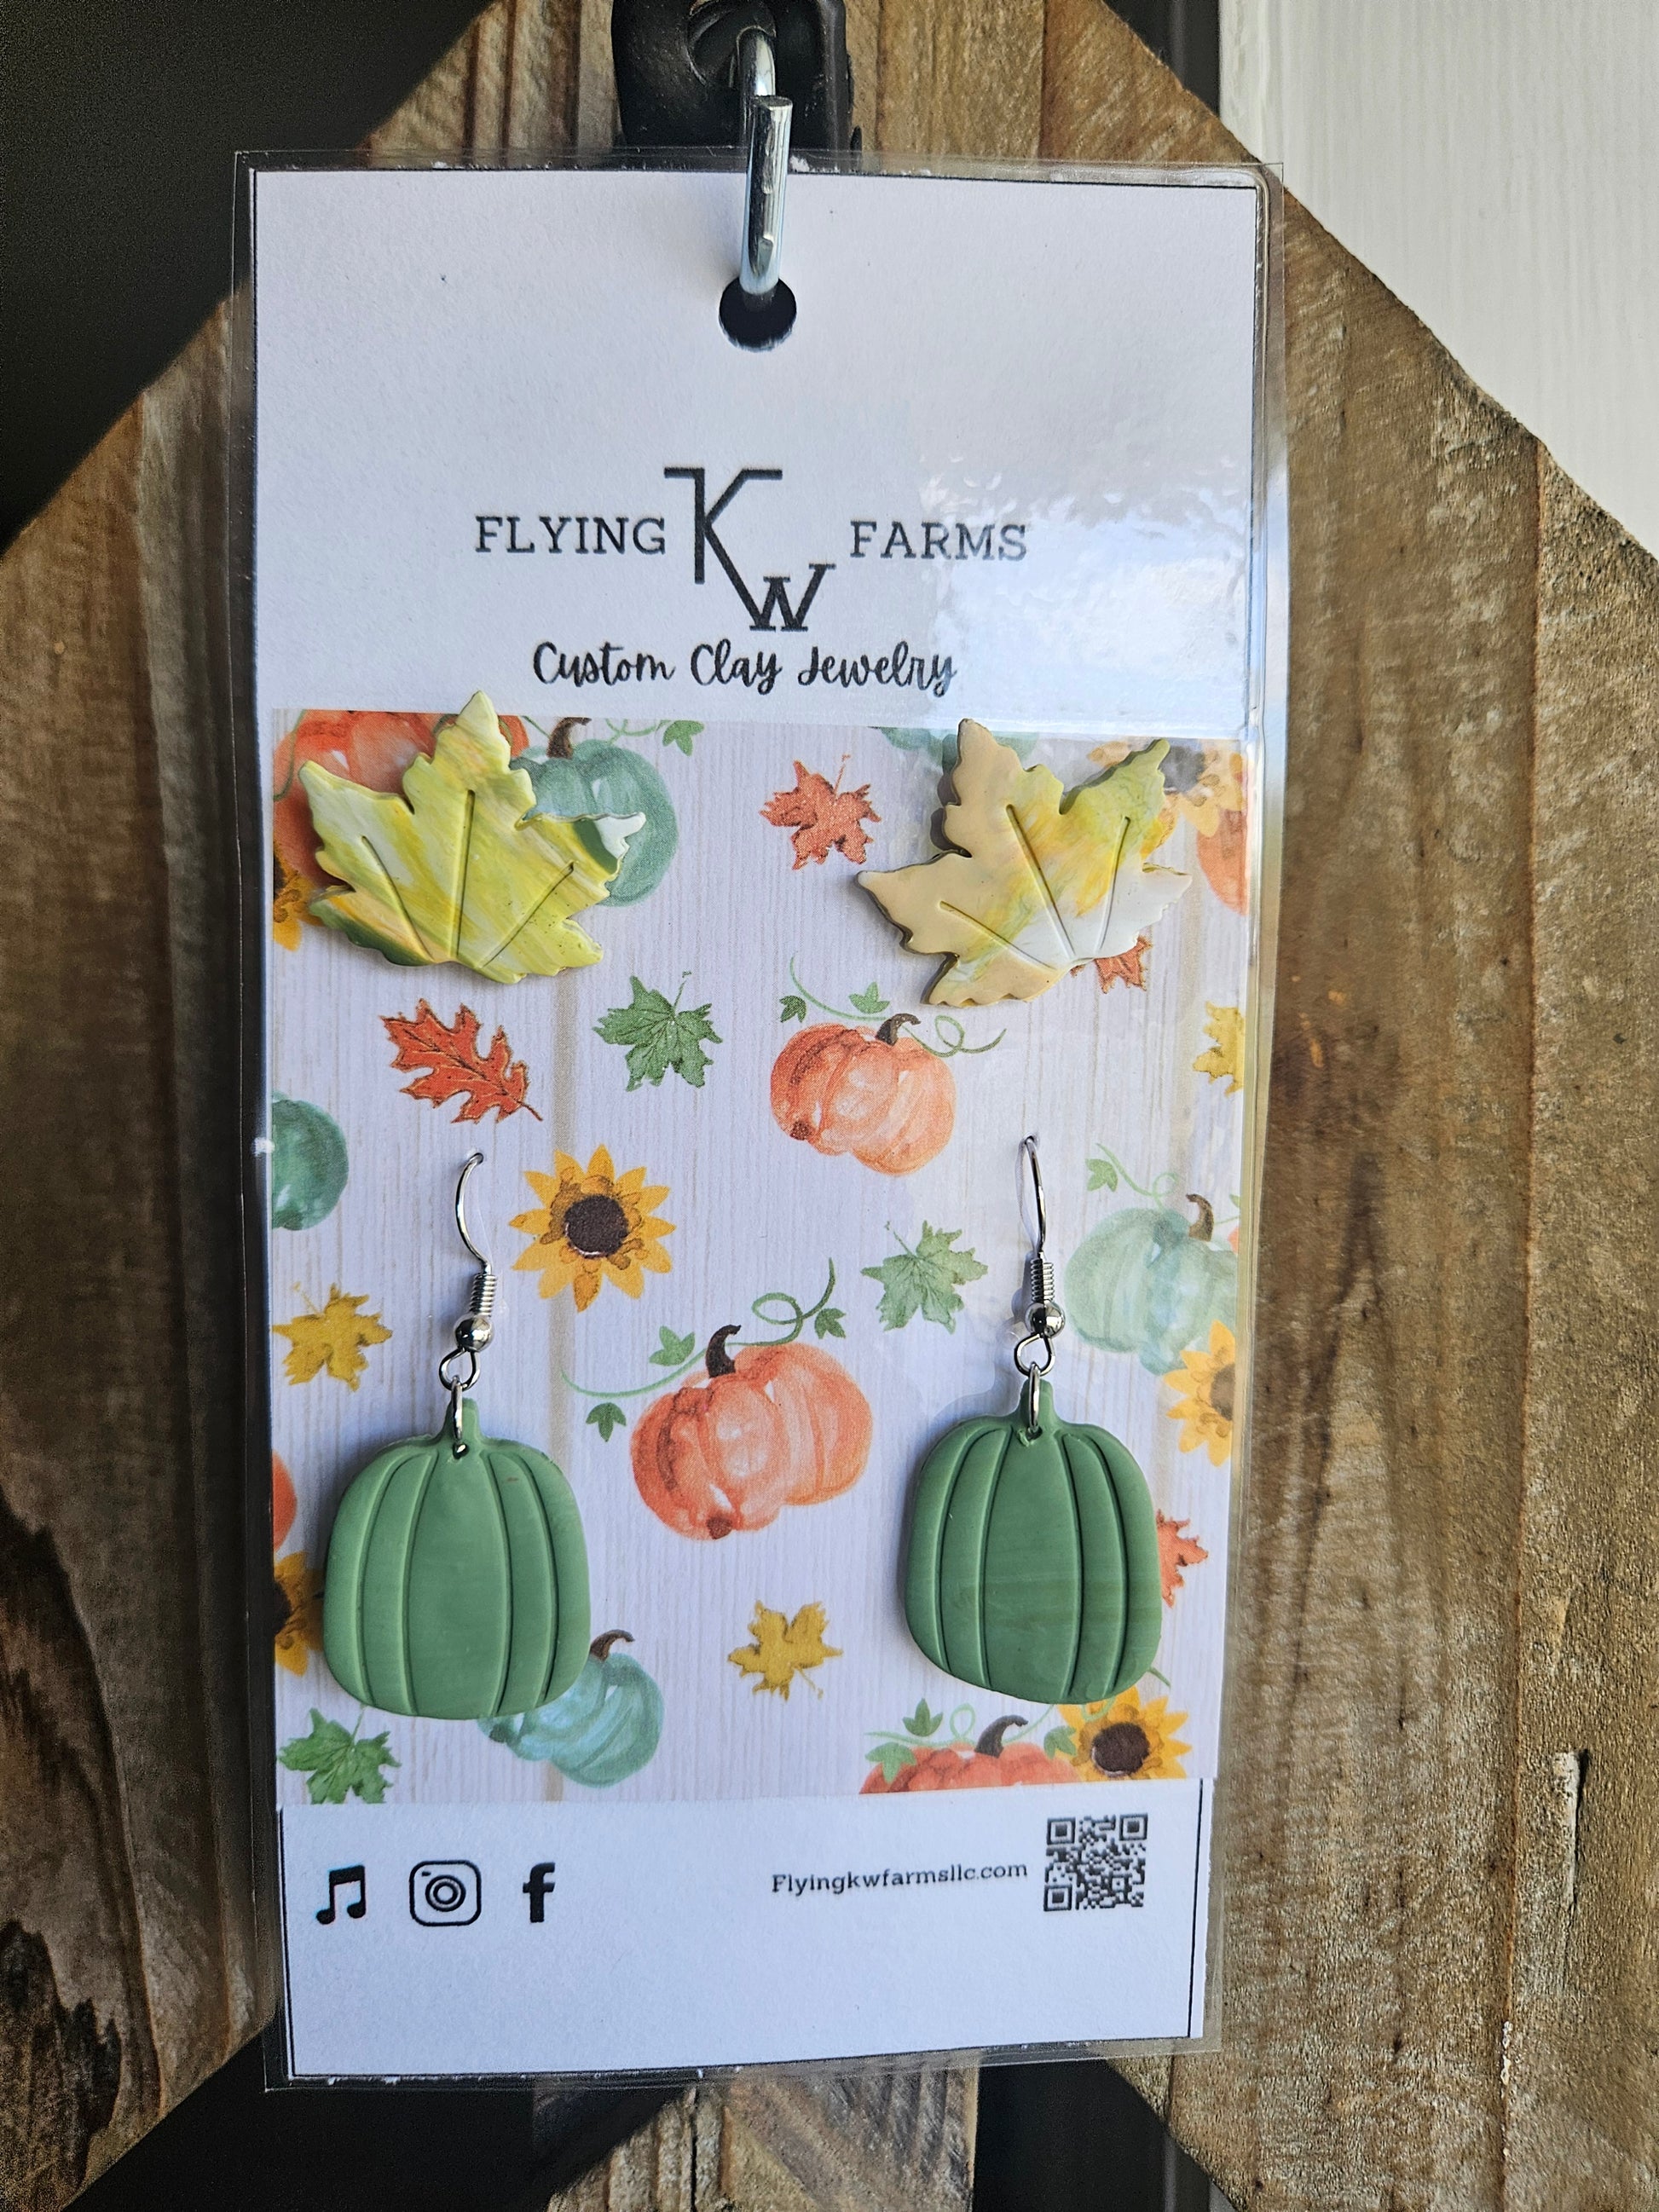 FLYING KW FARMS
Custom Clay Jewelry
Flyingkwfarmsllc.com